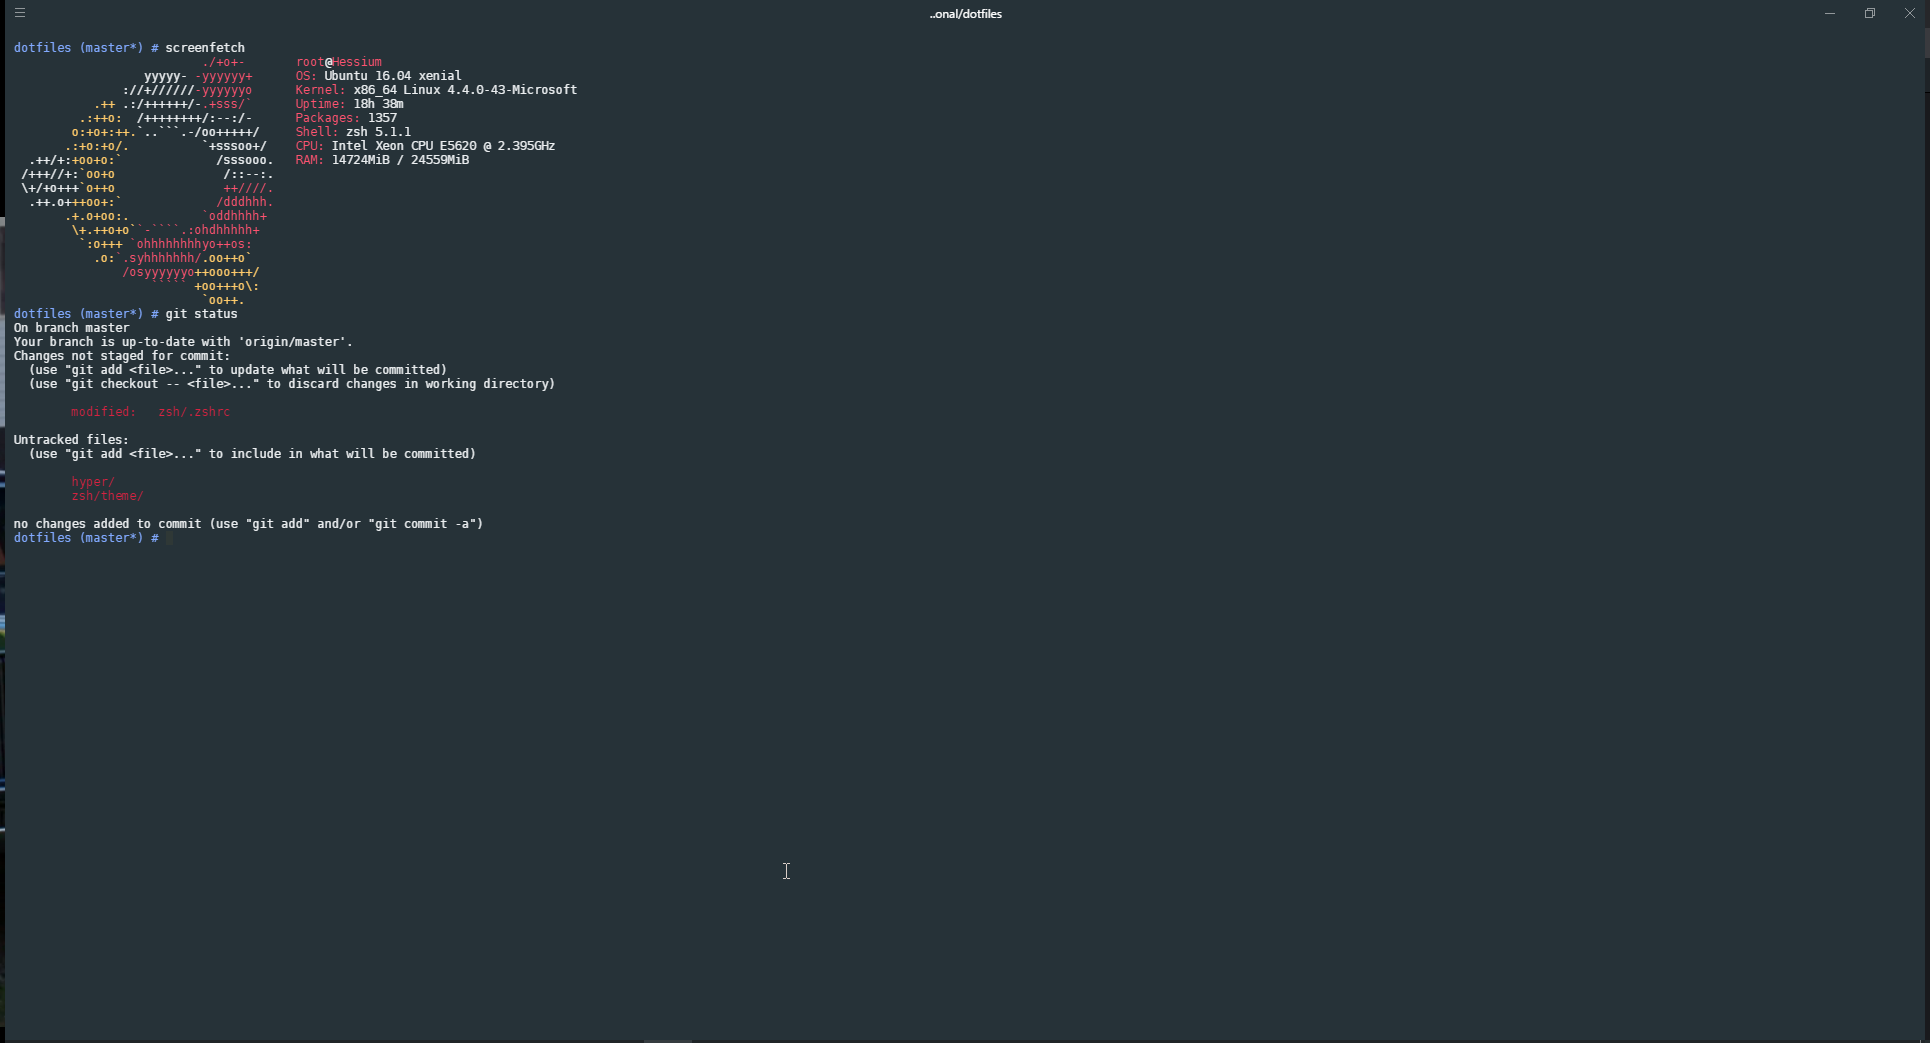 ..onal/dotfiles
dotfiles (master*) # screenfetch
                          ./+o+-       root@Hessium
                  yyyyy- -yyyyyy+      OS: Ubuntu 16.04 xenial
               ://+//////-yyyyyyo      Kernel: x86_64 Linux 4.4.0-43-Microsoft
           .++ .:/++++++/-.+sss/`      Uptime: 18h 38m
         .:++o:  /++++++++/:--:/-      Packages: 1357
        o:+o+:++.`..```.-/oo+++++/     Shell: zsh 5.1.1
       .:+o:+o/.          `+sssoo+/    CPU: Intel Xeon CPU E5620 @ 2.395GHz
  .++/+:+oo+o:`             /sssooo.   RAM: 14724MiB / 24559MiB
 /+++//+:`oo+o               /::--:.
 \+/+o+++`o++o               ++////.
  .++.o+++oo+:`             /dddhhh.
       .+.o+oo:.          `oddhhhh+
        \+.++o+o``-````.:ohdhhhhh+
         `:o+++ `ohhhhhhhhyo++os:
           .o:`.syhhhhhhh/.oo++o`
               /osyyyyyyo++ooo+++/
                   ````` +oo+++o\:
                          `oo++.
dotfiles (master*) # git status
On branch master
Your branch is up-to-date with 'origin/master'.
Changes not staged for commit:
  (use "git add <file>..." to update what will be committed)
  (use "git checkout -- <file>..." to discard changes in working directory)
        modified:   zsh/.zshrc
Untracked files:
  (use "git add <file>..." to include in what will be committed)
        hyper/
        zsh/theme/
no changes added to commit (use "git add" and/or "git commit -a")
dotfiles (master*) #